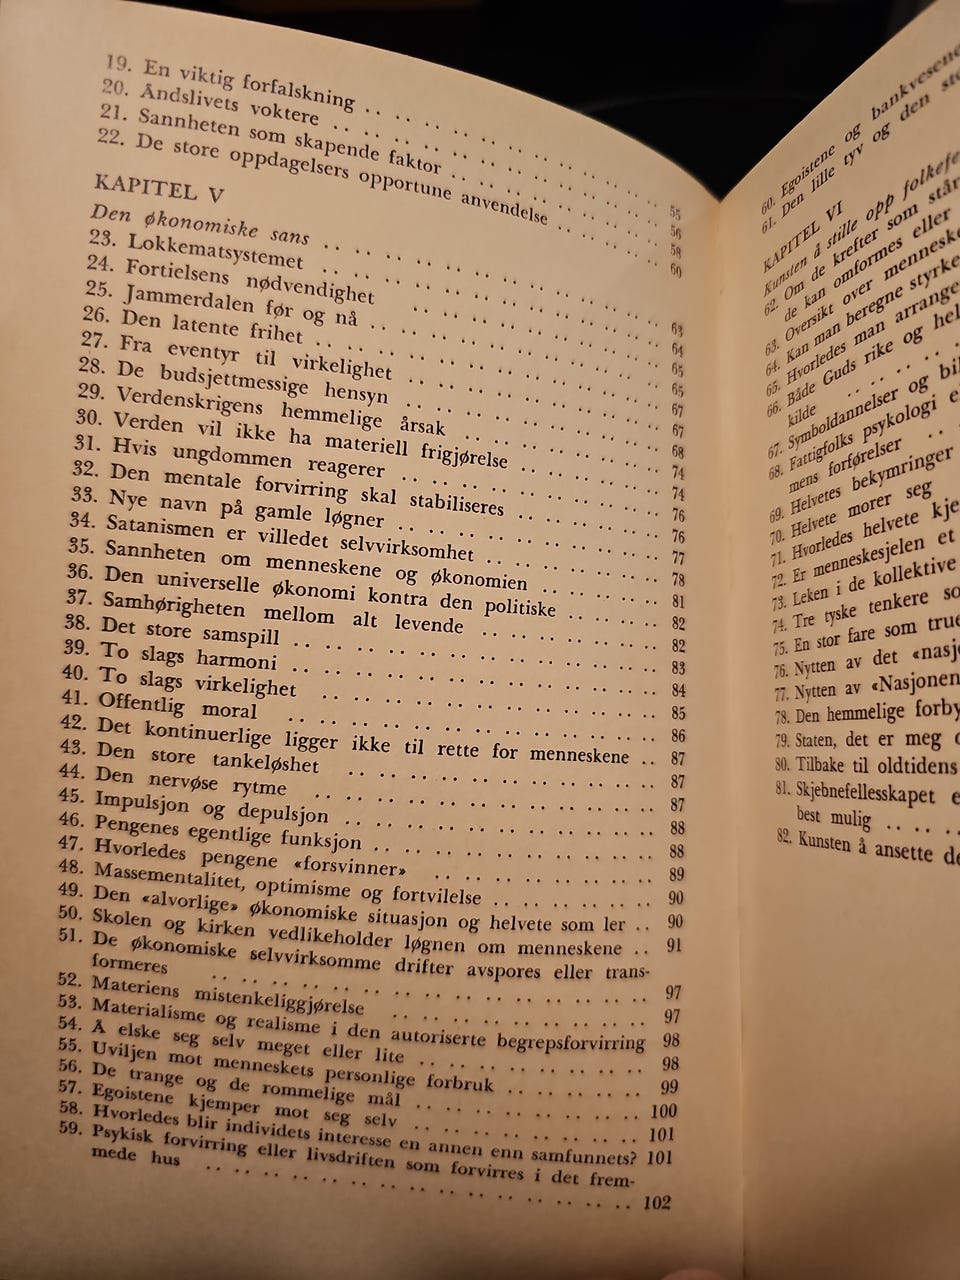 19. En viktig forfalskning . . . . . . . . . . . . . . . . . . . . 55
20. Åndslivets voktere . . . . . . . . . . . . . . . . . . . . 56
21. Sannheten som skapende faktor . . . . . . . . . . . . 58
22. De store oppdagelsers opportune anvendelse . . . . . . 60
KAPITEL V
Den økonomiske sans . . . . . . . . . . . . . . . . . . . . 63
23. Lokkematsystemet . . . . . . . . . . . . . . . . . . . . 64
24. Fortielsens nødvendighet . . . . . . . . . . . . . . . . 65
25. Jammerdalen før og nå . . . . . . . . . . . . . . . . . . 65
26. Den latente frihet . . . . . . . . . . . . . . . . . . . . 67
27. Fra eventyr til virkelighet . . . . . . . . . . . . . . . . 67
28. De budsjettmessige hensyn . . . . . . . . . . . . . . . . 68
29. Verdenskrigens hemmelige årsak . . . . . . . . . . . . 74
30. Verden vil ikke ha materiell frigjørelse . . . . . . . . 74
31. Hvis ungdommen reagerer . . . . . . . . . . . . . . . . 76
32. Den mentale forvirring skal stabiliseres . . . . . . . . 76
33. Nye navn på gamle løgner . . . . . . . . . . . . . . . . 77
34. Satanismen er villedet selvvirksomhet . . . . . . . . . . 78
35. Sannheten om menneskene og økonomien . . . . . . . . 81
36. Den universelle økonomi kontra den politiske . . . . . . 82
37. Samhørigheten mellom alt levende . . . . . . . . . . . . 82
38. Det store samspill . . . . . . . . . . . . . . . . . . . . 83
39. To slags harmoni . . . . . . . . . . . . . . . . . . . . 84
40. To slags virkelighet . . . . . . . . . . . . . . . . . . . . 85
41. Offentlig moral . . . . . . . . . . . . . . . . . . . . 86
42. Det kontinuerlige ligger ikke til rette for menneskene . . 87
43. Den store tankeløshet . . . . . . . . . . . . . . . . . . 87
44. Den nervøse rytme . . . . . . . . . . . . . . . . . . . . 87
45. Impulsjon og depulsjon . . . . . . . . . . . . . . . . . . 88
46. Pengenes egentlige funksjon . . . . . . . . . . . . . . . . 88
47. Hvorledes pengene «forsvinner» . . . . . . . . . . . . . . 89
48. Massementalitet, optimisme og fortvilelse . . . . . . . . 90
49. Den «alvorlige» økonomiske situasjon og helvete som ler . . 90
50. Skolen og kirken vedlikeholder løgnen om menneskene . . 91
51. De økonomiske selvvirksomme drifter avspores eller trans-
formeres . . . . . . . . . . . . . . . . . . . . . . . . 97
52. Materiens mistenkeliggjørelse . . . . . . . . . . . . . . 97
53. Materialisme og realisme i den autoriserte begrepsforvirring 98
54. Å elske seg selv meget eller lite . . . . . . . . . . . . . . 98
55. Uviljen mot menneskets personlige forbruk . . . . . . . . 99
56. De trange og de rommelige mål . . . . . . . . . . . . . . 100
57. Egoistene kjemper mot seg selv . . . . . . . . . . . . . . 101
58. Hvorledes blir individets interesse en annen enn samfunnets? 101
59. Psykisk forvirring eller livsdriften som forvirres i det frem-
mede hus . . . . . . . . . . . . . . . . . . . . . . . . 102
60. Egoistene og bankvesene
61. Den lille tyv og den sto
KAPITEL VI
Kunsten å stille opp folkefe
62. Om de krefter som står
de kan omformes eller
63. Oversikt over menneske
64. Kan man beregne styrke
65. Hvorledes man arrange
66. Både Guds rike og hel
kilde . . . . . . . .
67. Symboldannelser og bil
68. Fattigfolks psykologi e
mens forførelser . .
69. Helvetes bekymringer
70. Helvete morer seg
71. Hvorledes helvete kje
72. Er menneskesjelen et
73. Leken i de kollektive
74. Tre tyske tenkere so
75. En stor fare som true
76. Nytten av det «nasj
77. Nytten av «Nasjonen
78. Den hemmelige forby
79. Staten, det er meg
80. Tilbake til oldtidens
81. Skjebnefellesskapet e
best mulig . . . . .
82. Kunsten å ansette de